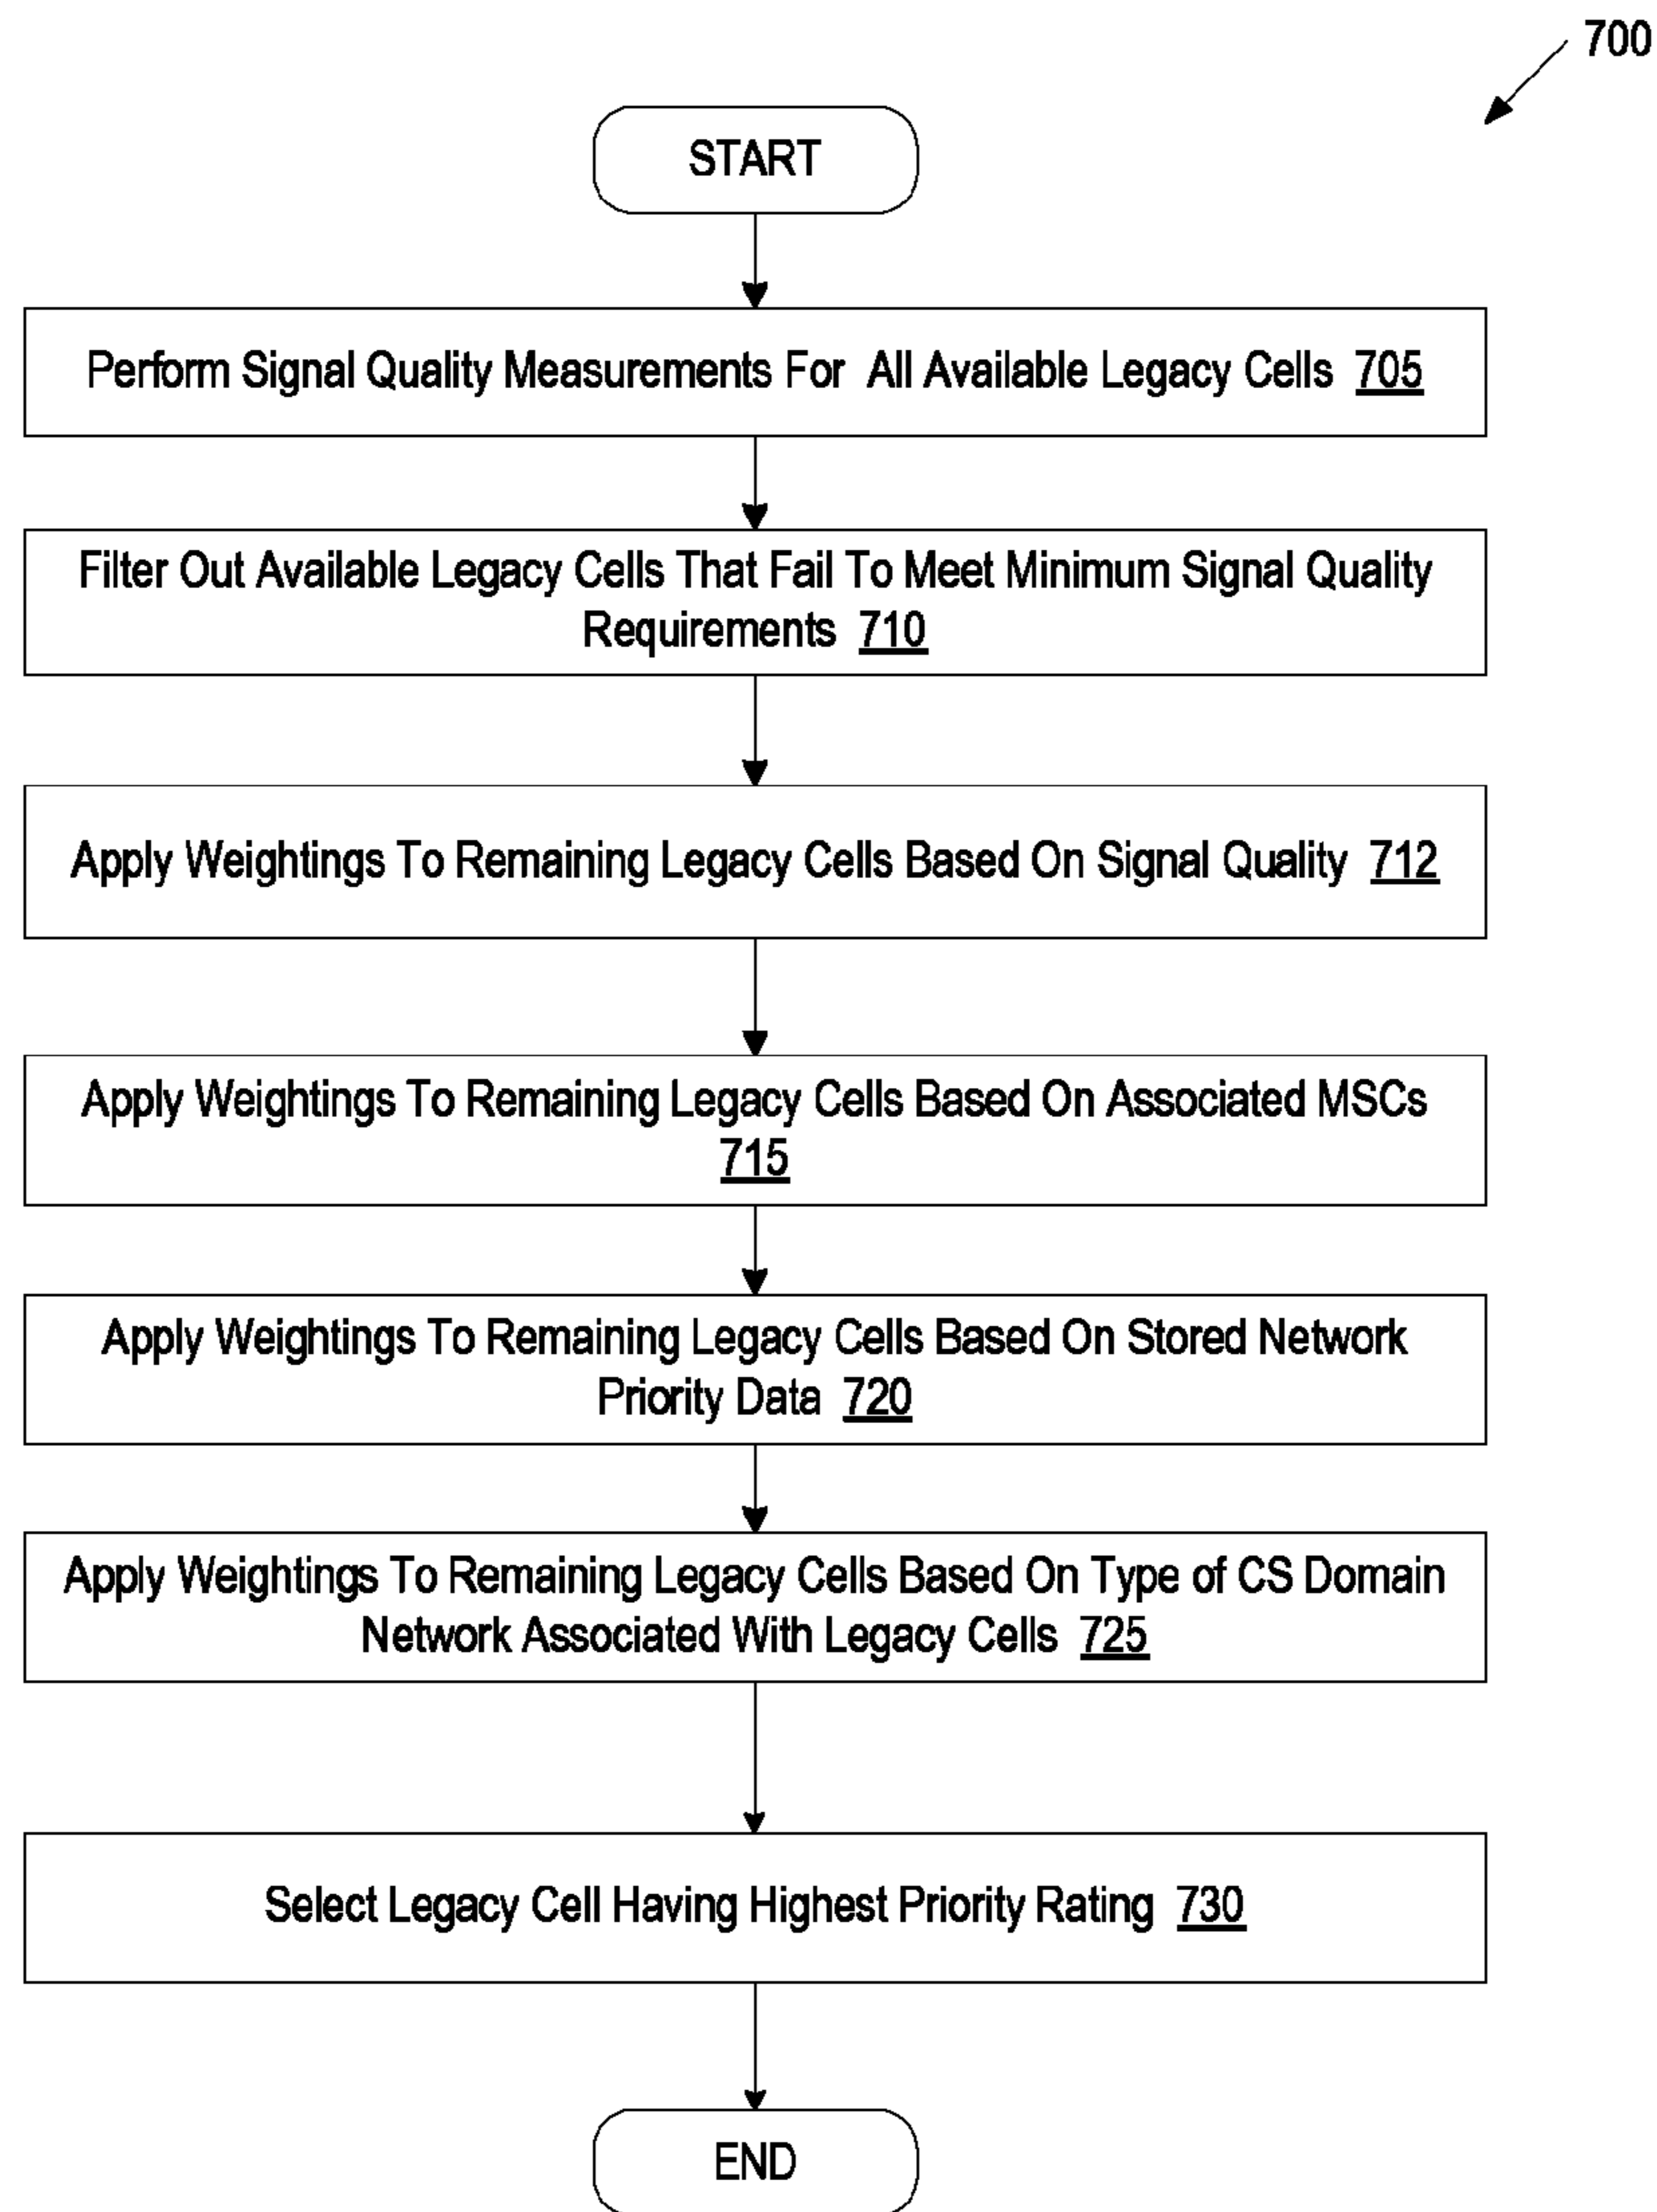 700
START
Perform Signal Quality Measurements For All Available Legacy Cells 705
Filter Out Available Legacy Cells That Fail To Meet Minimum Signal Quality
Requirements 710
Apply Weightings To Remaining Legacy Cells Based On Signal Quality 712
Apply Weightings To Remaining Legacy Cells Based On Associated MSCs
715
Apply Weightings To Remaining Legacy Cells Based On Stored Network
Priority Data 720
Apply Weightings To Remaining Legacy Cells Based On Type of CS Domain
Network Associated With Legacy Cells 725
Select Legacy Cell Having Highest Priority Rating 730
END